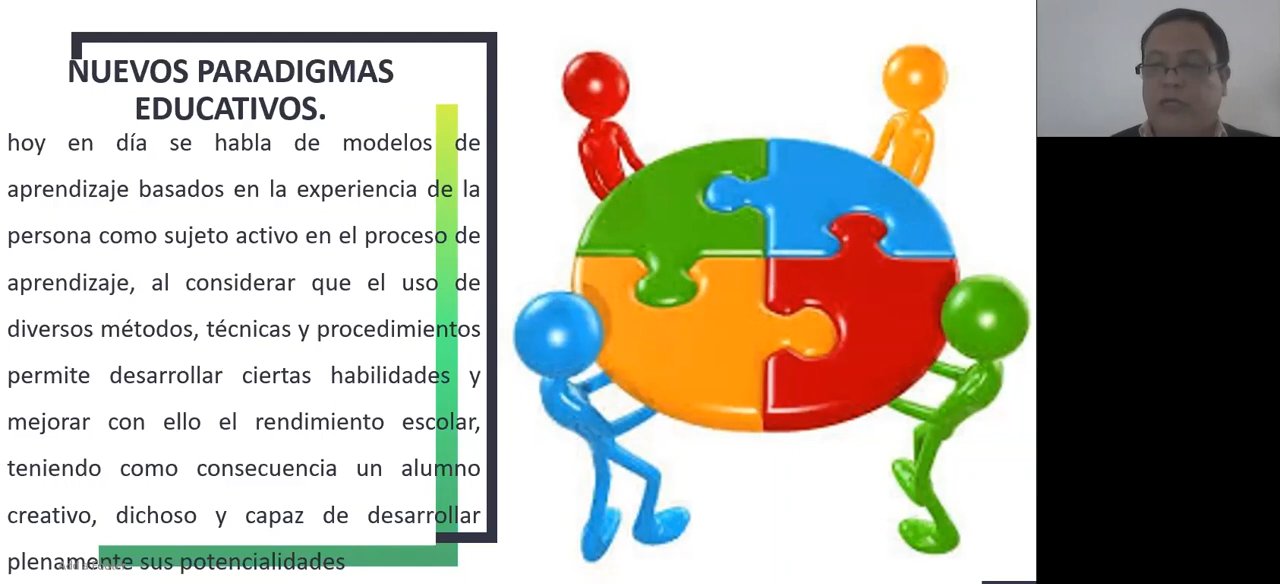 NUEVOS PARADIGMAS
EDUCATIVOS.
hoy en día se habla de modelos de
aprendizaje basados en la experiencia de la
persona como sujeto activo en el proceso de
aprendizaje, al considerar que el uso de
diversos métodos, técnicas y procedimientos
permite desarrollar ciertas habilidades y
mejorar con ello el rendimiento escolar,
teniendo como consecuencia un alumno
creativo, dichoso y capaz de desarrollar
plenamente sus potencialidades